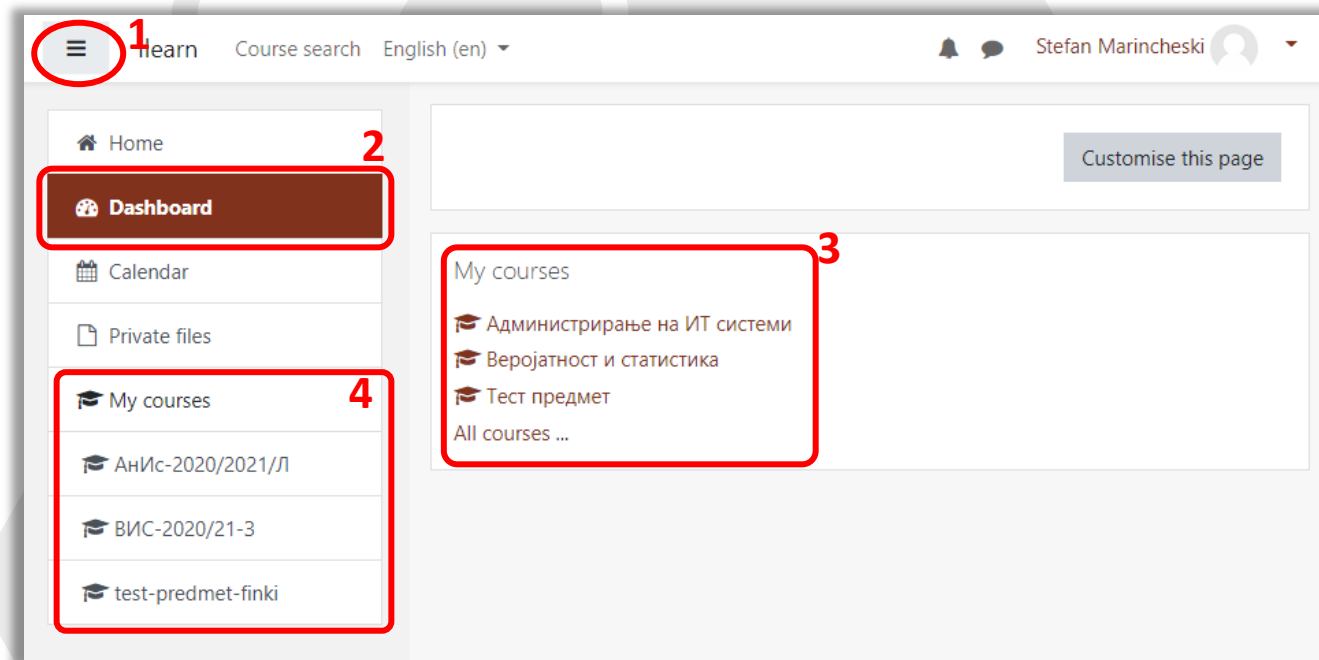 1
ilearn Course search English (en) Stefan Marincheski
Home
2
Dashboard
Calendar
Private files
My courses
4
АнИс-2020/2021/Л
ВИС-2020/21-З
test-predmet-finki
Customise this page
3
My courses
Администрирање на ИТ системи
Веројатност и статистика
Тест предмет
All courses ...